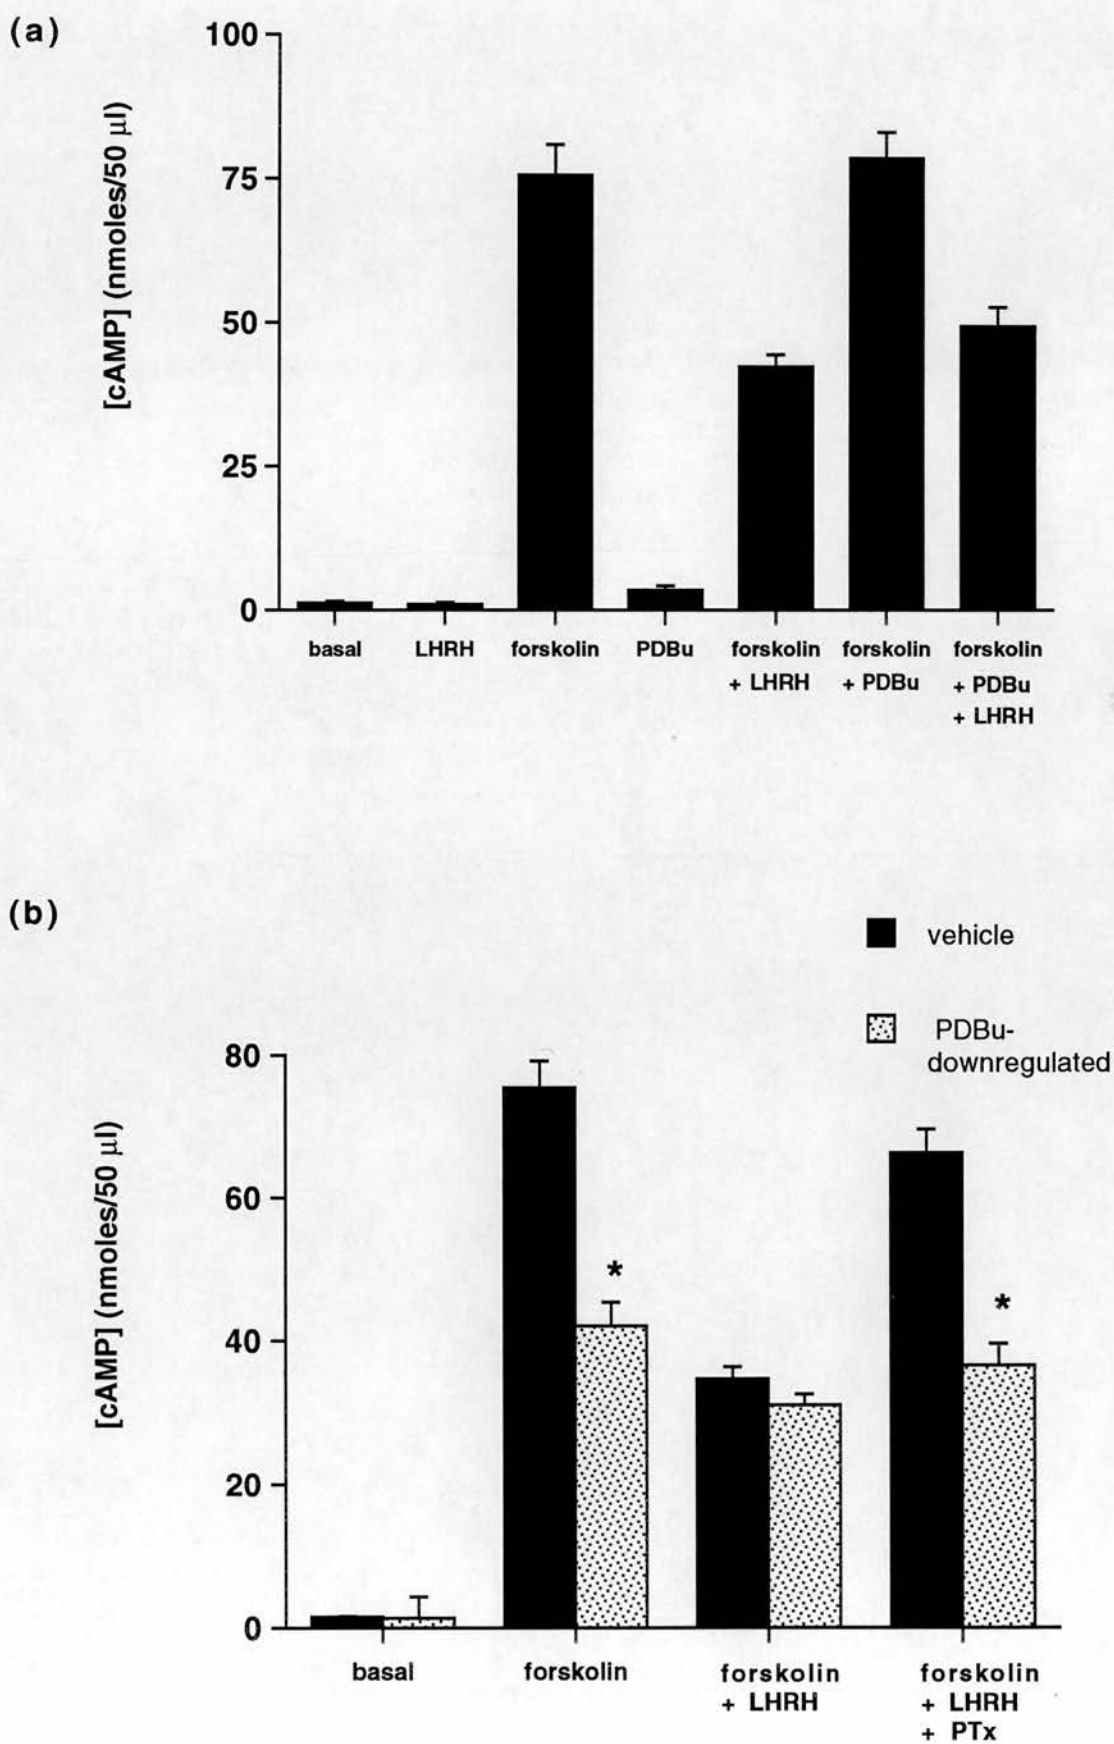 (a)
100
75
50
25
0
[cAMP] (nmoles/50 µl)
basal LHRH forskolin PDBu forskolin forskolin forskolin
+ LHRH + PDBu + PDBu
+ LHRH
(b)
vehicle
PDBu-
downregulated
80
60
40
20
0
[cAMP] (nmoles/50 µl)
*
*
basal forskolin forskolin forskolin
+ LHRH + LHRH
+ PTx